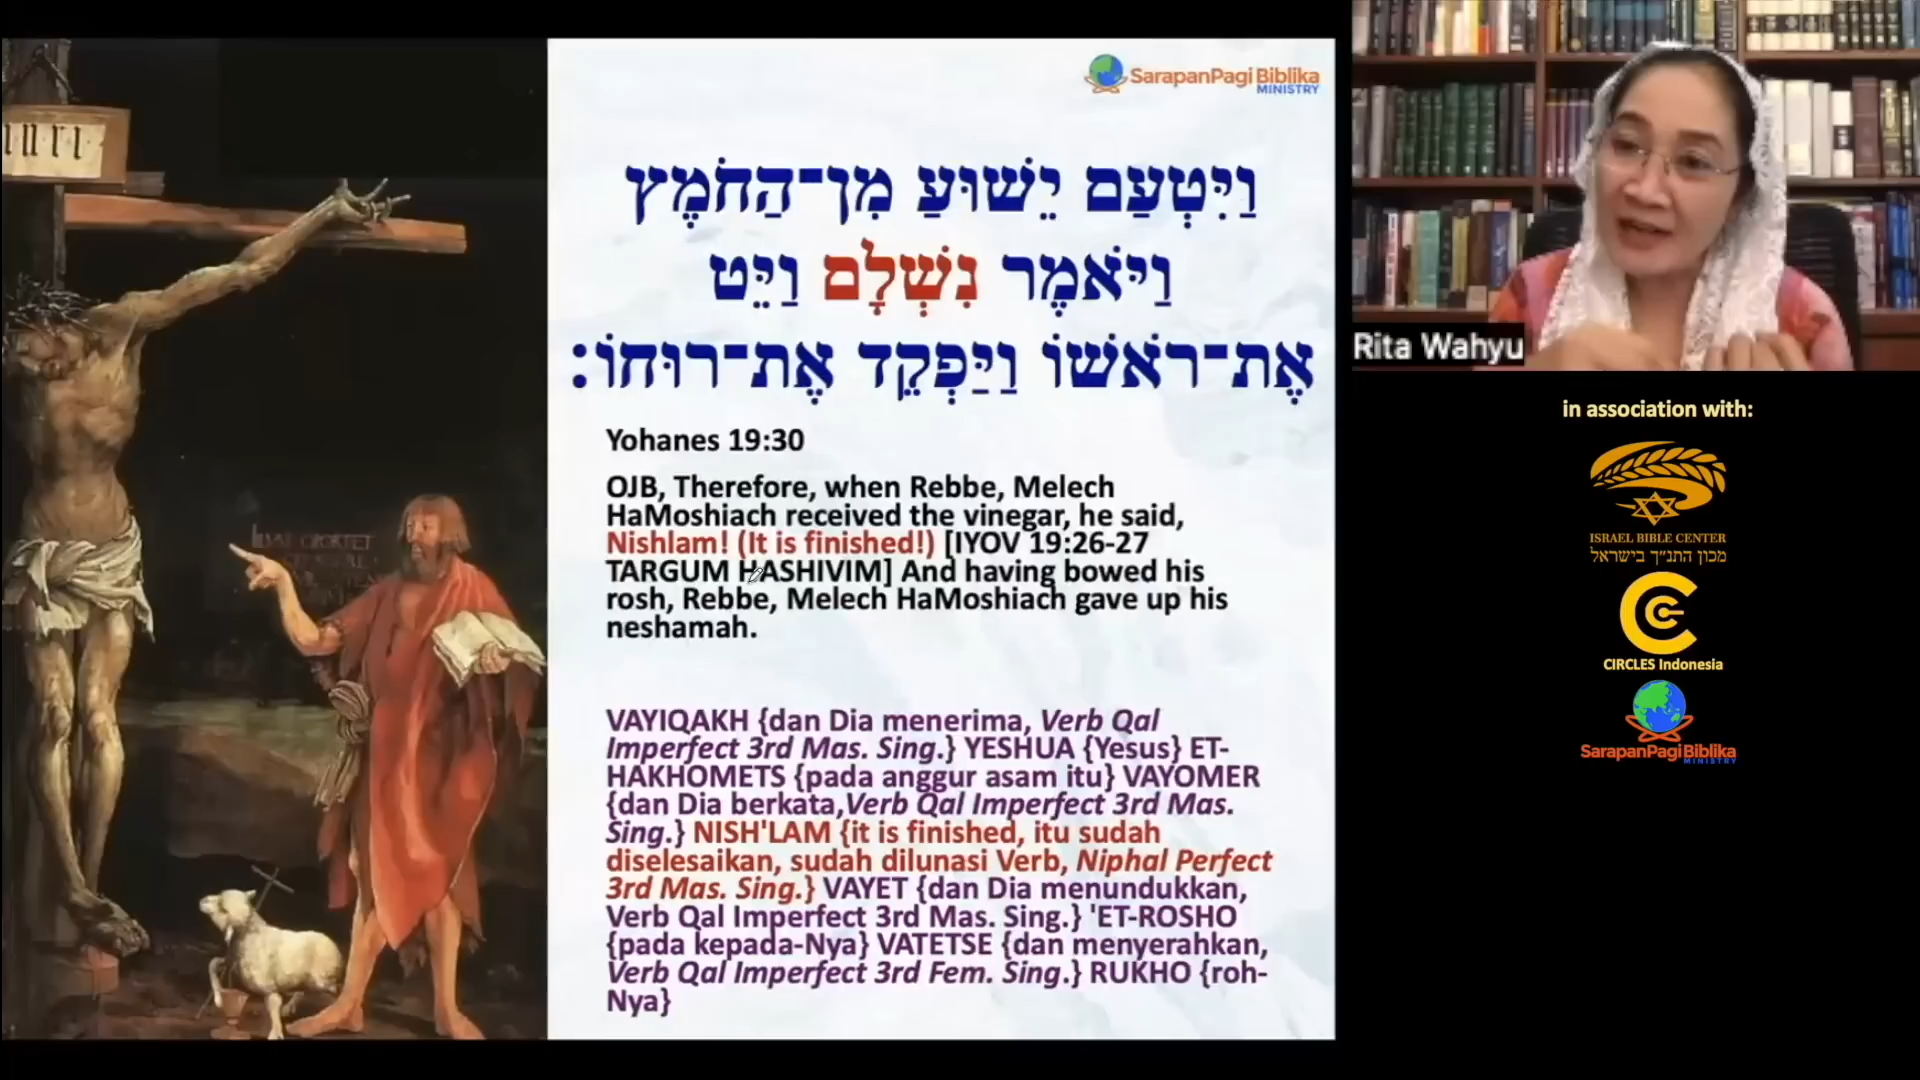 INRI
SarapanPagi Biblika
MINISTRY
וַיִּטְעַם יֵשׁוּעַ מִן־הַחֹמֶץ
וַיֹּאמֶר נִשְׁלָם וַיֵּט
אֶת־רֹאשׁוֹ וַיַּפְקֵד אֶת־רוּחוֹ׃
Yohanes 19:30
OJB, Therefore, when Rebbe, Melech
HaMoshiach received the vinegar, he said,
Nishlam! (It is finished!) [IYOV 19:26-27
TARGUM HASHIVIM] And having bowed his
rosh, Rebbe, Melech HaMoshiach gave up his
neshamah.
VAYIQAKH {dan Dia menerima, Verb Qal
Imperfect 3rd Mas. Sing.} YESHUA {Yesus} ET-
HAKHOMETS {pada anggur asam itu} VAYOMER
{dan Dia berkata,Verb Qal Imperfect 3rd Mas.
Sing.} NISH'LAM {it is finished, itu sudah
diselesaikan, sudah dilunasi Verb, Niphal Perfect
3rd Mas. Sing.} VAYET {dan Dia menundukkan,
Verb Qal Imperfect 3rd Mas. Sing.} 'ET-ROSHO
{pada kepada-Nya} VATETSE {dan menyerahkan,
Verb Qal Imperfect 3rd Fem. Sing.} RUKHO {roh-
Nya}
Rita Wahyu
in association with:
ISRAEL BIBLE CENTER
מכון התנ״ך בישראל
CIRCLES Indonesia
SarapanPagi Biblika
MINISTRY